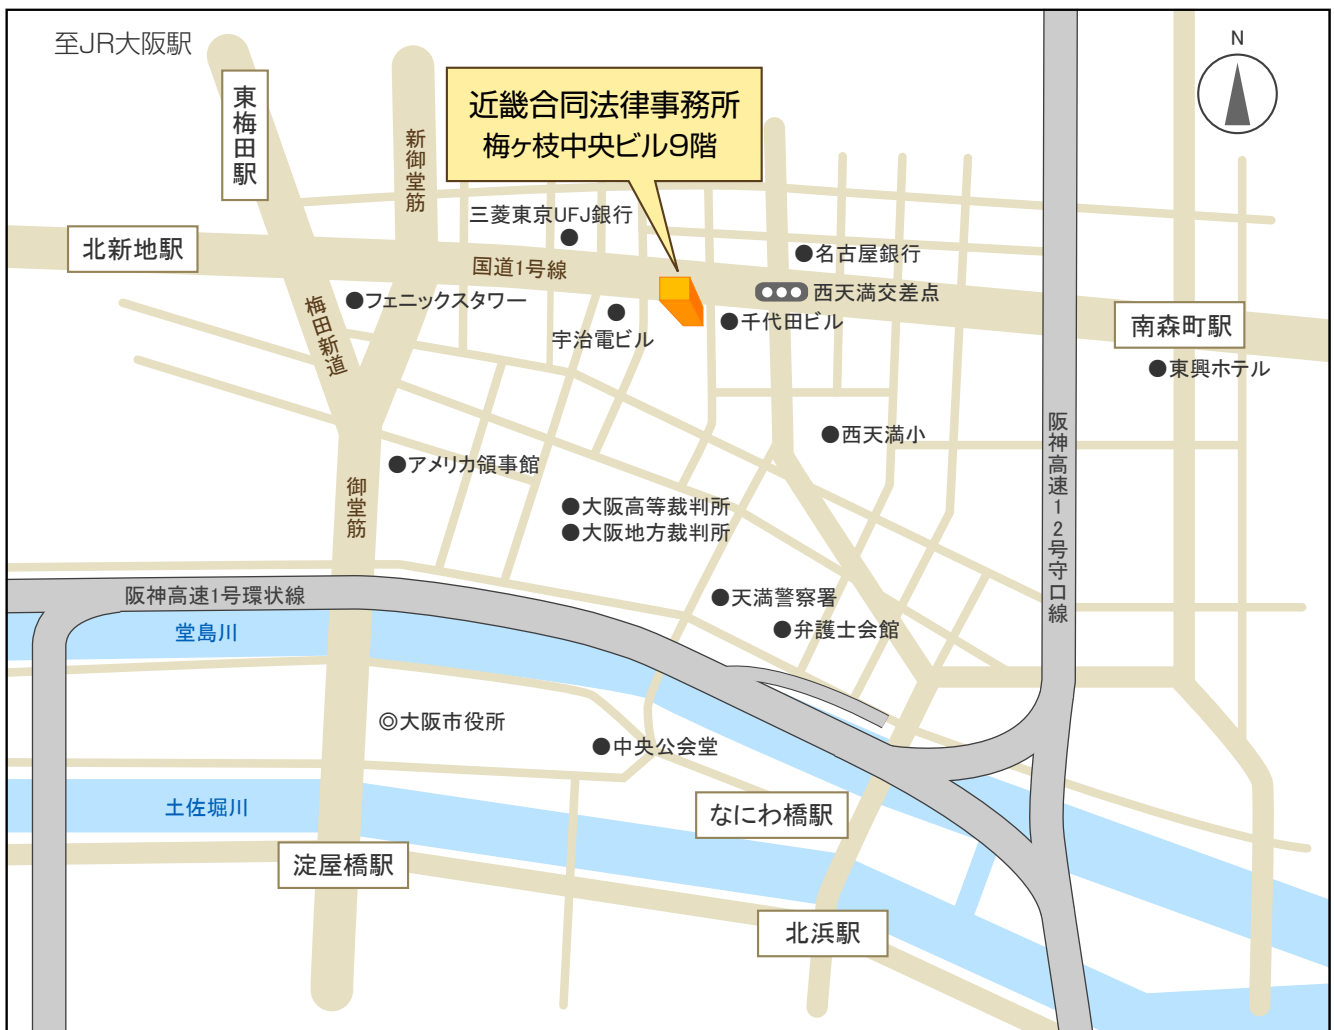 至JR大阪駅
N
東梅田駅
近畿合同法律事務所
梅ヶ枝中央ビル9階
新御堂筋
三菱東京UFJ銀行
北新地駅
名古屋銀行
国道1号線
西天満交差点
フェニックスタワー
梅田新道
宇治電ビル
千代田ビル
南森町駅
東興ホテル
西天満小
阪神高速12号守口線
アメリカ領事館
御堂筋
大阪高等裁判所
大阪地方裁判所
阪神高速1号環状線
天満警察署
堂島川
弁護士会館
◎大阪市役所
中央公会堂
土佐堀川
なにわ橋駅
淀屋橋駅
北浜駅